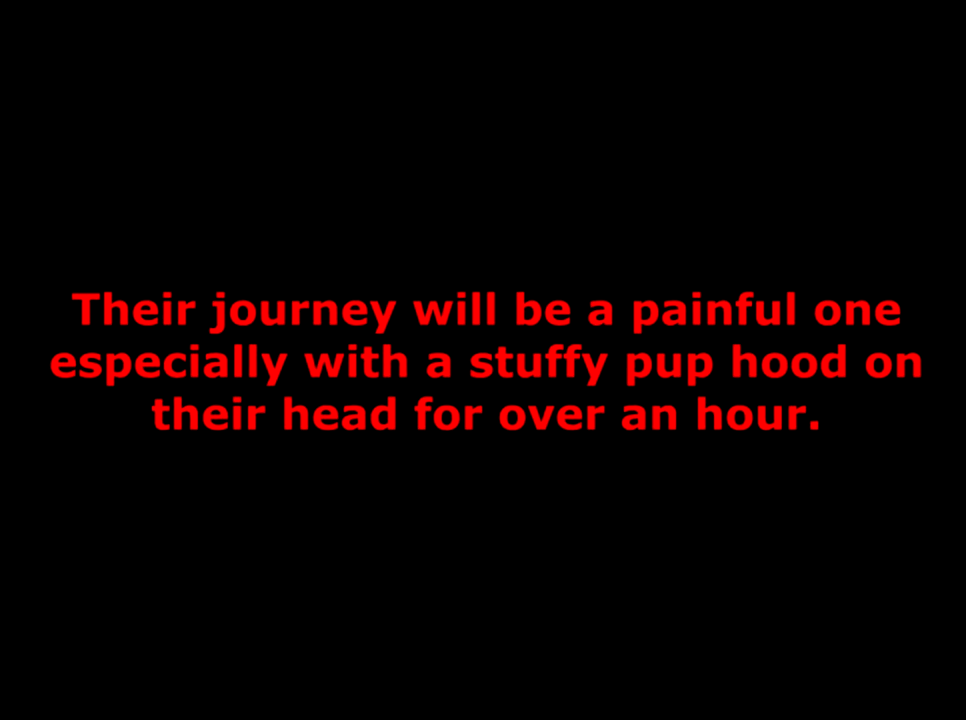 Their journey will be a painful one
especially with a stuffy pup hood on
their head for over an hour.